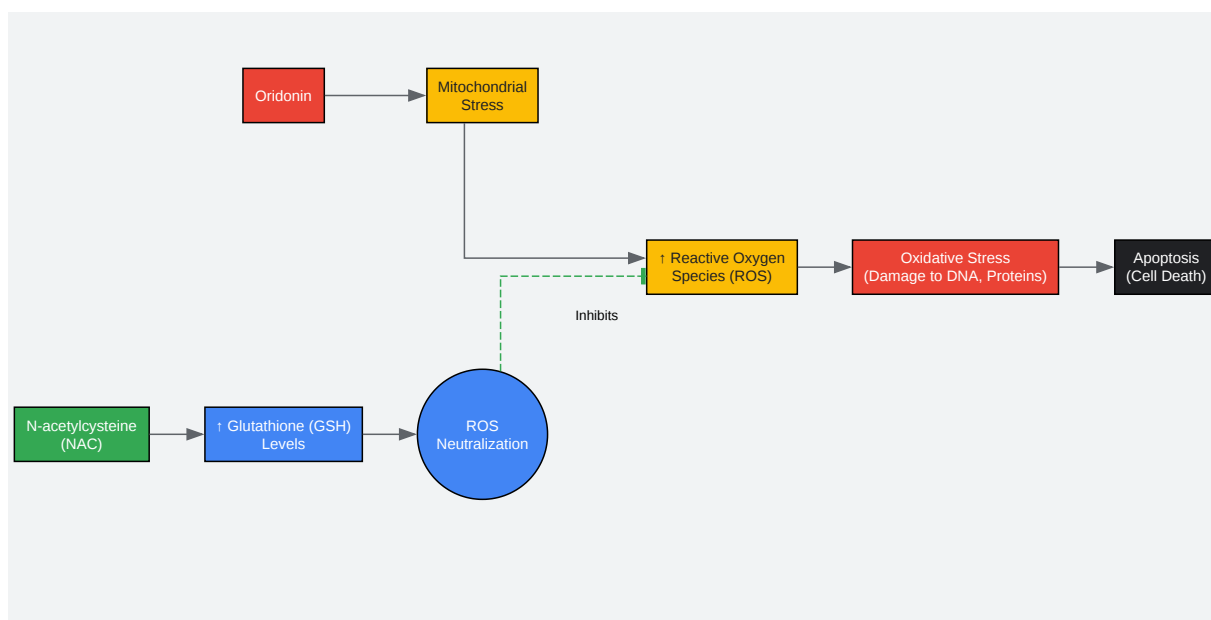 Oridonin
Mitochondrial
Stress
↑ Reactive Oxygen
Species (ROS)
Oxidative Stress
(Damage to DNA, Proteins)
Apoptosis
(Cell Death)
Inhibits
N-acetylcysteine
(NAC)
↑ Glutathione (GSH)
Levels
ROS
Neutralization